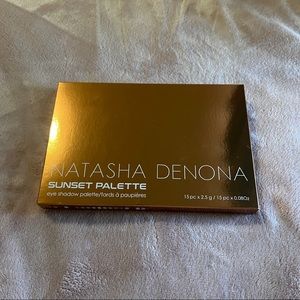 NATASHA DENONA
SUNSET PALETTE
eye shadow palette/fards à paupières
15 pc x 2.5 g / 15 pc x 0.08Oz